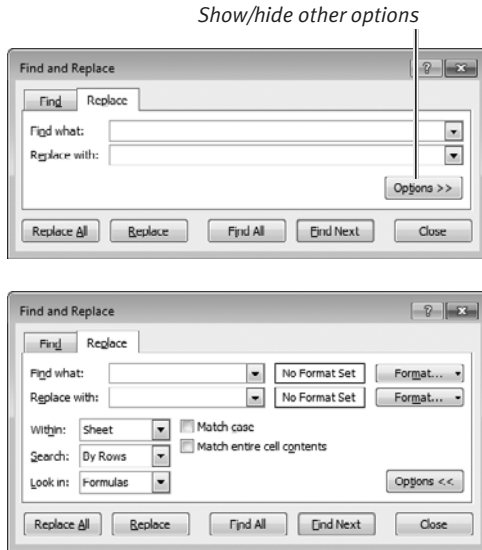 Show/hide other options
Find and Replace
Find Replace
Find what:
Replace with:
Options >>
Replace All Replace Find All Find Next Close
Find and Replace
Find Replace
Find what: No Format Set Format...
Replace with: No Format Set Format...
Within: Sheet Match case
Search: By Rows Match entire cell contents
Look in: Formulas Options <<
Replace All Replace Find All Find Next Close